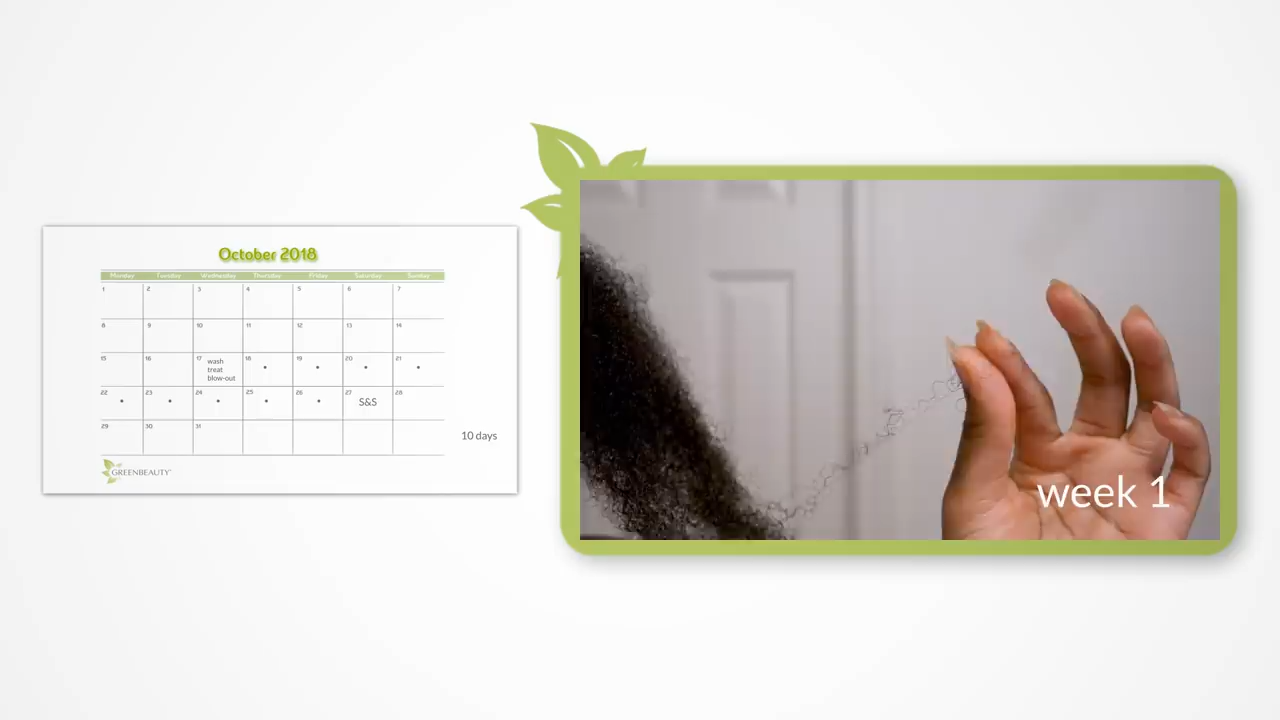 October 2018
Monday Tuesday Wednesday Thursday Friday Saturday Sunday
1 2 3 4 5 6 7
8 9 10 11 12 13 14
15 16 17 wash 18 19 20 21
treat
blow-out
22 23 24 25 26 27 S&S 28
29 30 31
10 days
GREENBEAUTY
week 1